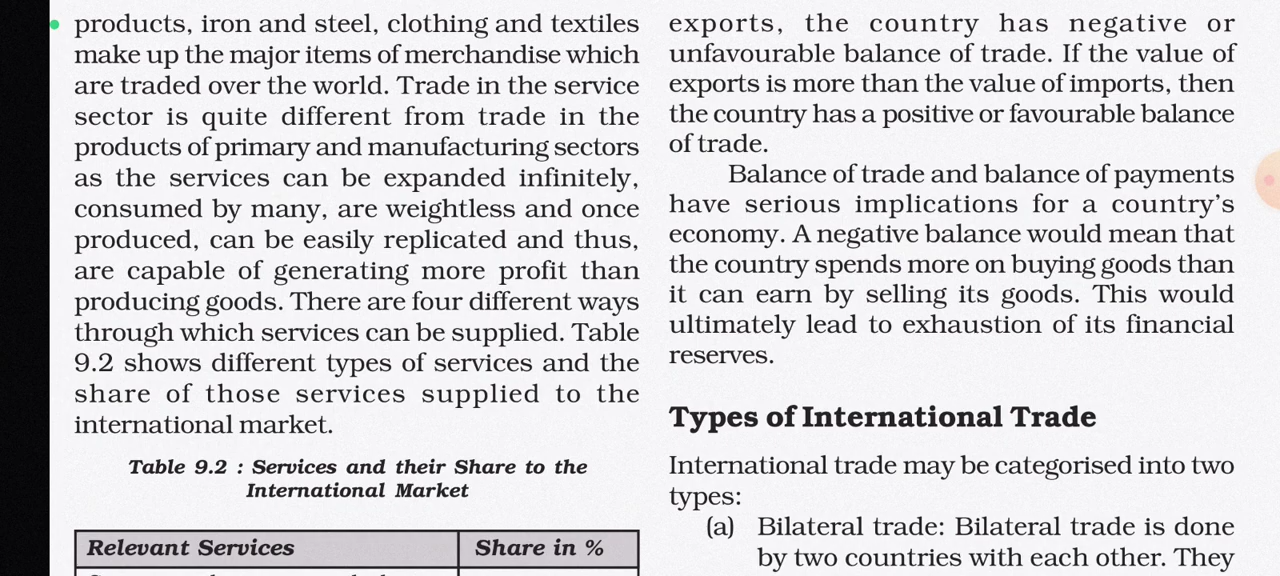 products, iron and steel, clothing and textiles
make up the major items of merchandise which
are traded over the world. Trade in the service
sector is quite different from trade in the
products of primary and manufacturing sectors
as the services can be expanded infinitely,
consumed by many, are weightless and once
produced, can be easily replicated and thus,
are capable of generating more profit than
producing goods. There are four different ways
through which services can be supplied. Table
9.2 shows different types of services and the
share of those services supplied to the
international market.
Table 9.2 : Services and their Share to the
International Market
Relevant Services Share in %
exports, the country has negative or
unfavourable balance of trade. If the value of
exports is more than the value of imports, then
the country has a positive or favourable balance
of trade.
Balance of trade and balance of payments
have serious implications for a country's
economy. A negative balance would mean that
the country spends more on buying goods than
it can earn by selling its goods. This would
ultimately lead to exhaustion of its financial
reserves.
Types of International Trade
International trade may be categorised into two
types:
(a) Bilateral trade: Bilateral trade is done
by two countries with each other. They